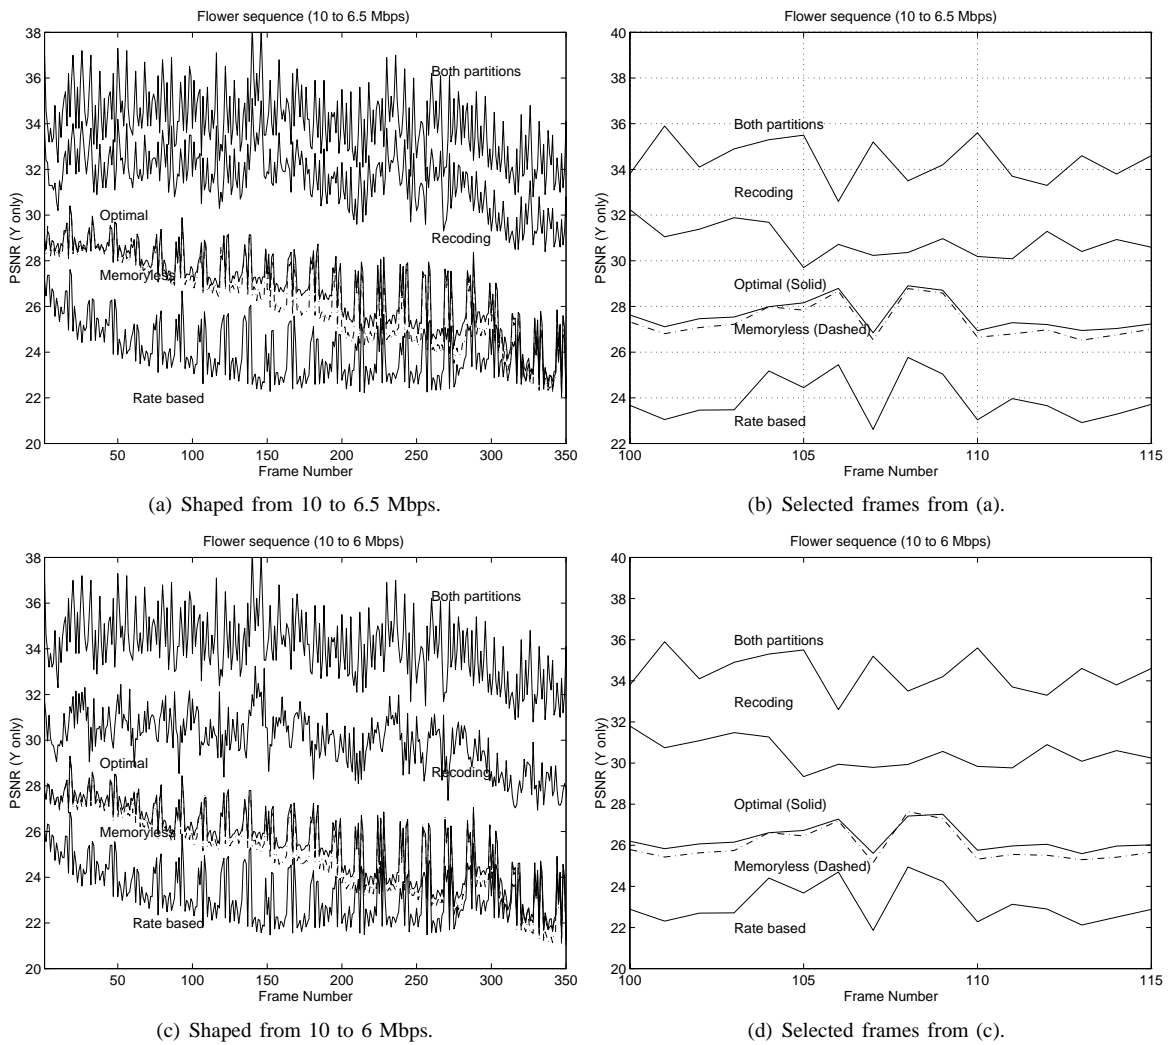 Flower sequence (10 to 6.5 Mbps)
38
36
34
32
30
28
26
24
22
20
PSNR (Y only)
Both partitions
Optimal
Recoding
Memoryless
Rate based
50 100 150 200 250 300 350
Frame Number
(a) Shaped from 10 to 6.5 Mbps.
Flower sequence (10 to 6.5 Mbps)
40
38
36
34
32
30
28
26
24
22
PSNR (Y only)
Both partitions
Recoding
Optimal (Solid)
Memoryless (Dashed)
Rate based
100 105 110 115
Frame Number
(b) Selected frames from (a).
Flower sequence (10 to 6 Mbps)
38
36
34
32
30
28
26
24
22
20
PSNR (Y only)
Both partitions
Optimal
Recoding
Memoryless
Rate based
50 100 150 200 250 300 350
Frame Number
(c) Shaped from 10 to 6 Mbps.
Flower sequence (10 to 6 Mbps)
40
38
36
34
32
30
28
26
24
22
20
PSNR (Y only)
Both partitions
Recoding
Optimal (Solid)
Memoryless (Dashed)
Rate based
100 105 110 115
Frame Number
(d) Selected frames from (c).